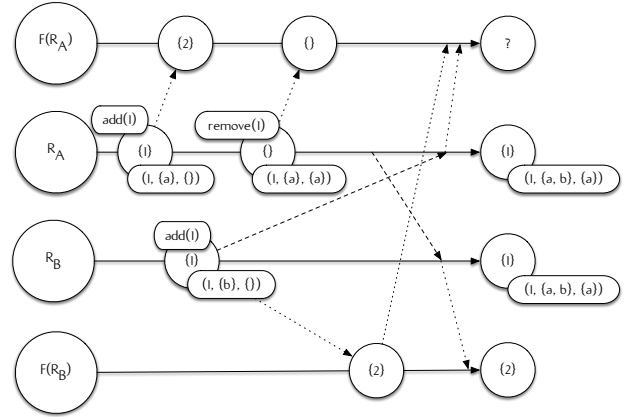 F(R_A) {2} {} ?
add(1)
remove(1)
R_A {1} {} {1}
(1, {a}, {}) (1, {a}, {a}) (1, {a, b}, {a})
add(1)
R_B {1} {1}
(1, {b}, {}) (1, {a, b}, {a})
F(R_B) {2} {2}